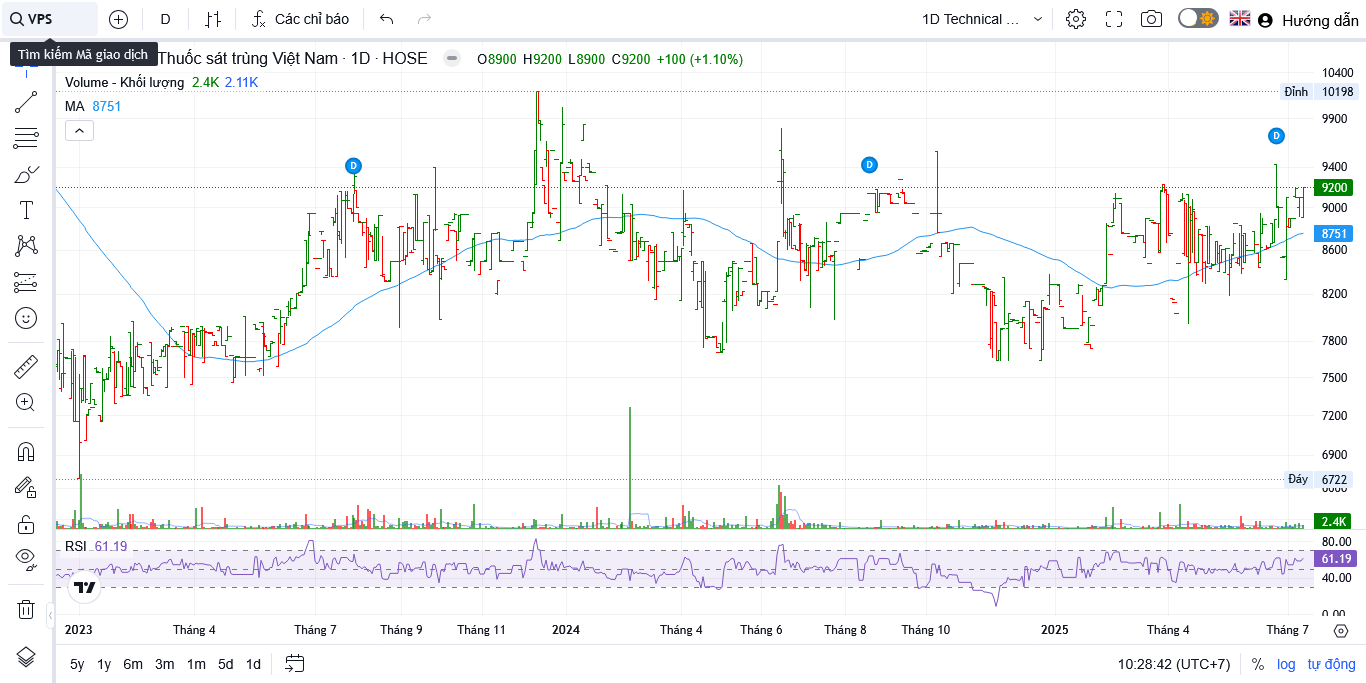 VPS D Các chỉ báo 1D Technical ... Hướng dẫn
Tìm kiếm Mã giao dịch
Thuốc sát trùng Việt Nam · 1D · HOSE O8900 H9200 L8900 C9200 +100 (+1.10%)
Volume - Khối lượng 2.4K 2.11K
MA 8751
10400
Đỉnh 10198
9900
9400
9200
9000
8751
8600
8200
7800
7500
7200
6900
Đáy 6722
2.4K
RSI 61.19
80.00
61.19
40.00
0.00
D
D
D
2023 Tháng 4 Tháng 7 Tháng 9 Tháng 11 2024 Tháng 4 Tháng 6 Tháng 8 Tháng 10 2025 Tháng 4 Tháng 7
5y 1y 6m 3m 1m 5d 1d 10:28:42 (UTC+7) % log tự động